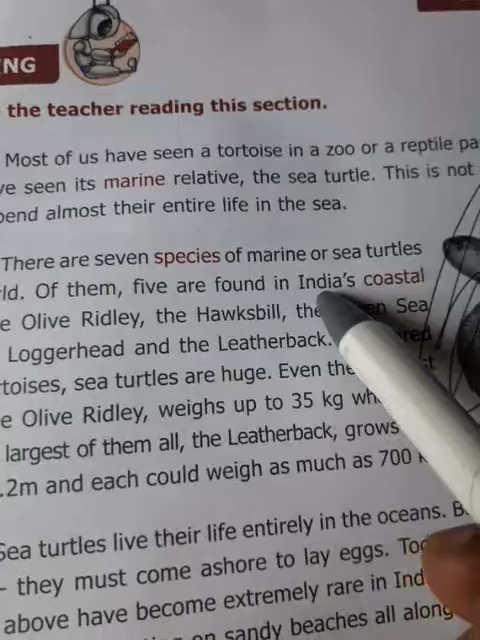 NG
the teacher reading this section.
Most of us have seen a tortoise in a zoo or a reptile pa
ve seen its marine relative, the sea turtle. This is not
pend almost their entire life in the sea.
There are seven species of marine or sea turtles
rld. Of them, five are found in India's coastal
e Olive Ridley, the Hawksbill, the en Sea
Loggerhead and the Leatherback. red
rtoises, sea turtles are huge. Even the st
e Olive Ridley, weighs up to 35 kg wh
largest of them all, the Leatherback, grows
.2m and each could weigh as much as 700 k
Sea turtles live their life entirely in the oceans. B
– they must come ashore to lay eggs. Tod
above have become extremely rare in Ind
on sandy beaches all along